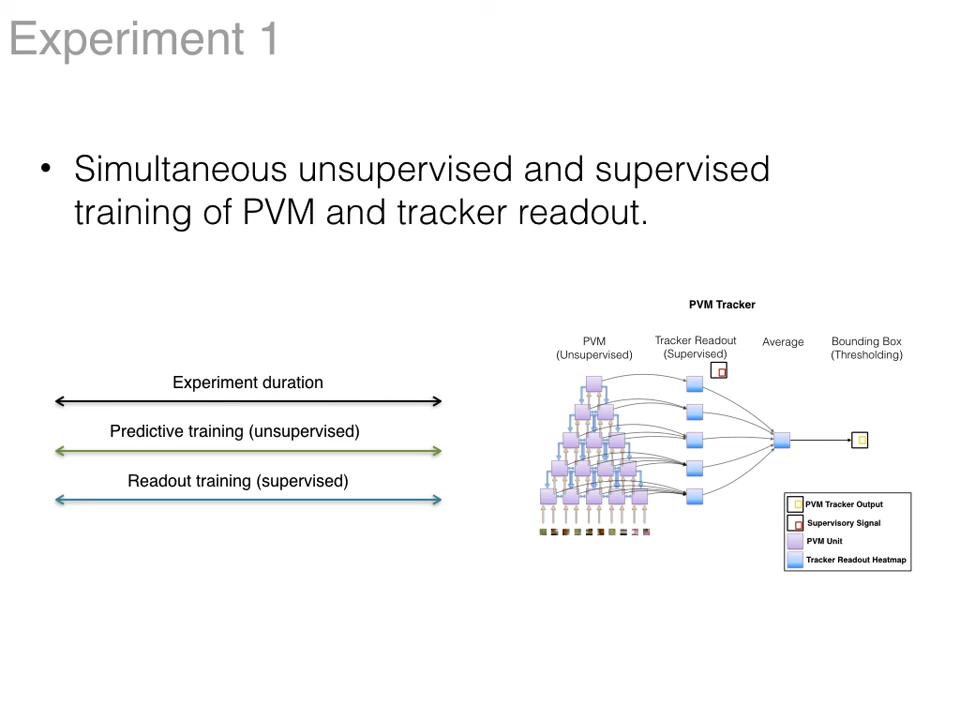 Experiment 1
• Simultaneous unsupervised and supervised
training of PVM and tracker readout.
Experiment duration
Predictive training (unsupervised)
Readout training (supervised)
PVM Tracker
PVM
(Unsupervised)
Tracker Readout
(Supervised)
Average
Bounding Box
(Thresholding)
PVM Tracker Output
Supervisory Signal
PVM Unit
Tracker Readout Heatmap